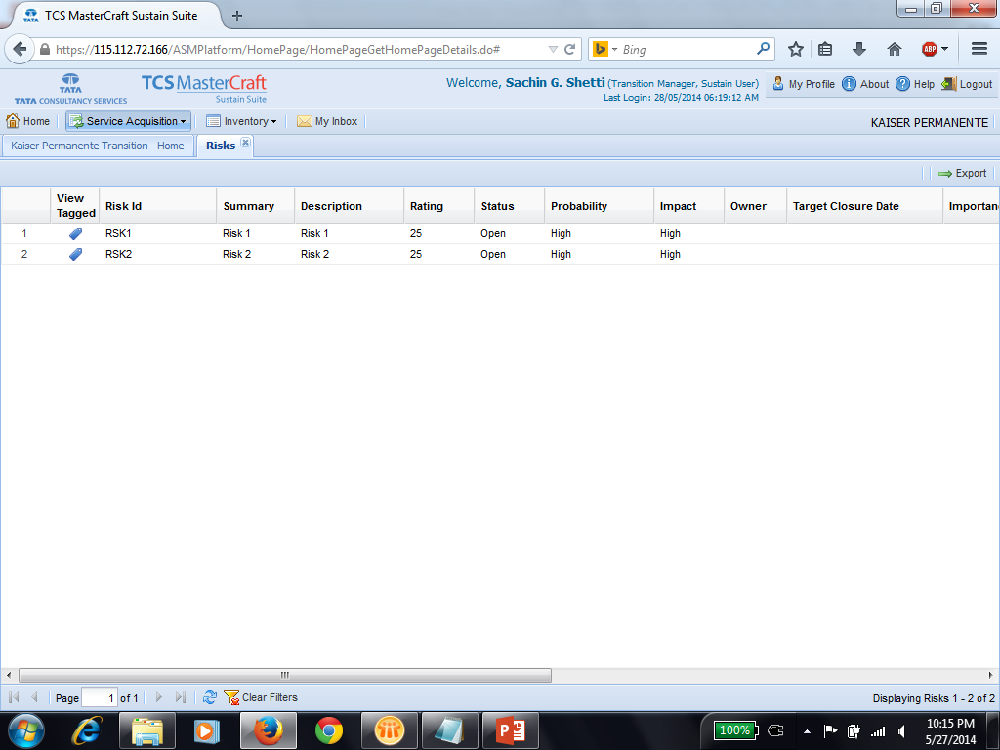 TATA TCS MasterCraft Sustain Suite
https://115.112.72.166/ASMPlatform/HomePage/HomePageGetHomePageDetails.do#
Bing
ABP
TATA
TATA CONSULTANCY SERVICES
TCS MasterCraft
Sustain Suite
Welcome, Sachin G. Shetti (Transition Manager, Sustain User)
Last Login: 28/05/2014 06:19:12 AM
My Profile About Help Logout
Home Service Acquisition Inventory My Inbox
KAISER PERMANENTE
Kaiser Permanente Transition - Home Risks
Export
View Tagged Risk Id Summary Description Rating Status Probability Impact Owner Target Closure Date Importan
1 RSK1 Risk 1 Risk 1 25 Open High High
2 RSK2 Risk 2 Risk 2 25 Open High High
Page 1 of 1 Clear Filters Displaying Risks 1 - 2 of 2
100%
10:15 PM
5/27/2014